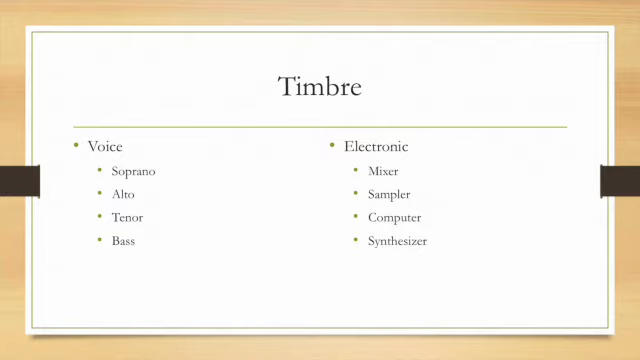 Timbre
• Voice
• Soprano
• Alto
• Tenor
• Bass
• Electronic
• Mixer
• Sampler
• Computer
• Synthesizer